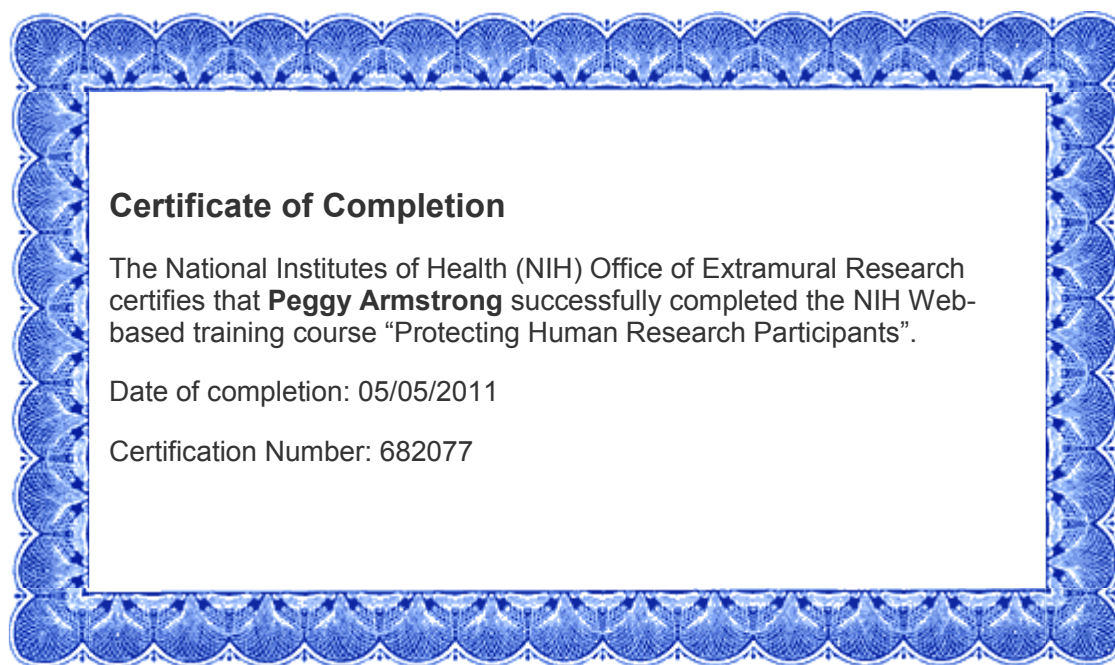 Certificate of Completion
The National Institutes of Health (NIH) Office of Extramural Research
certifies that Peggy Armstrong successfully completed the NIH Web-
based training course “Protecting Human Research Participants”.
Date of completion: 05/05/2011
Certification Number: 682077